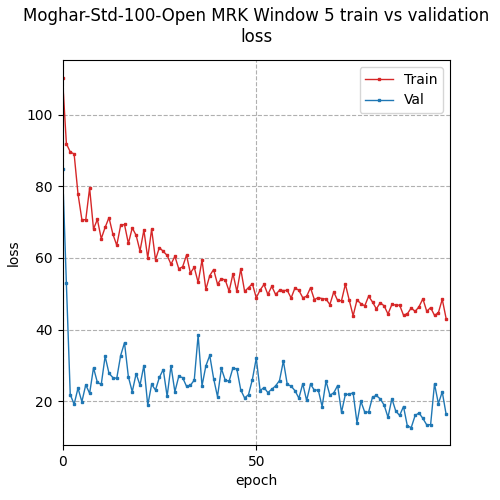 Moghar-Std-100-Open MRK Window 5 train vs validation
loss
Train
Val
100
80
60
40
20
loss
0
50
epoch